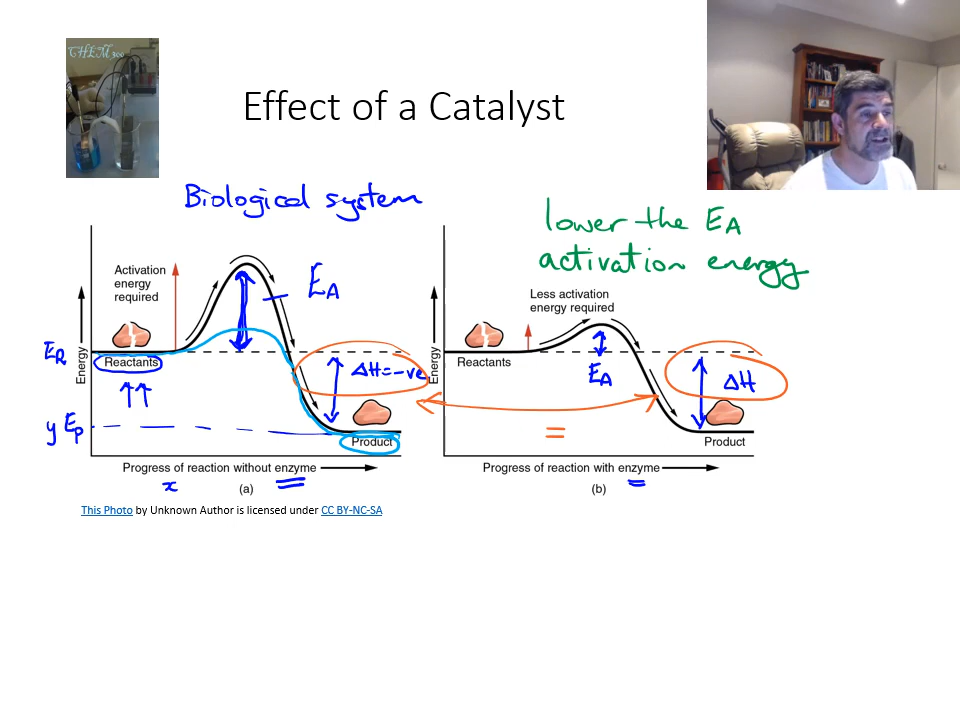 CHEM 300
Effect of a Catalyst
Biological system
lower the EA
activation energy
Activation
energy
required
EA
Less activation
energy required
ER
Reactants
Energy
ΔH=-ve
y Ep
Product
Progress of reaction without enzyme
x
(a)
Reactants
Energy
EA
ΔH
=
Product
Progress of reaction with enzyme
(b)
This Photo by Unknown Author is licensed under CC BY-NC-SA